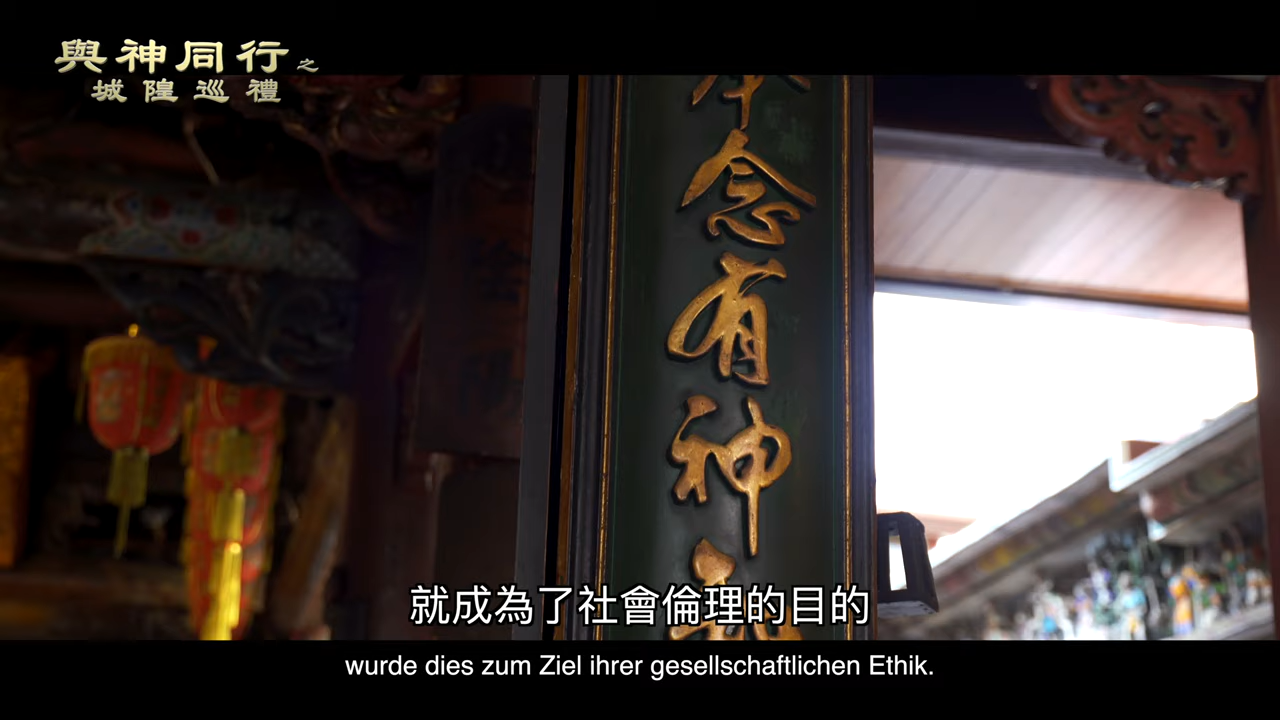 與神同行之
城隍巡禮
念有神
就成為了社會倫理的目的
wurde dies zum Ziel ihrer gesellschaftlichen Ethik.